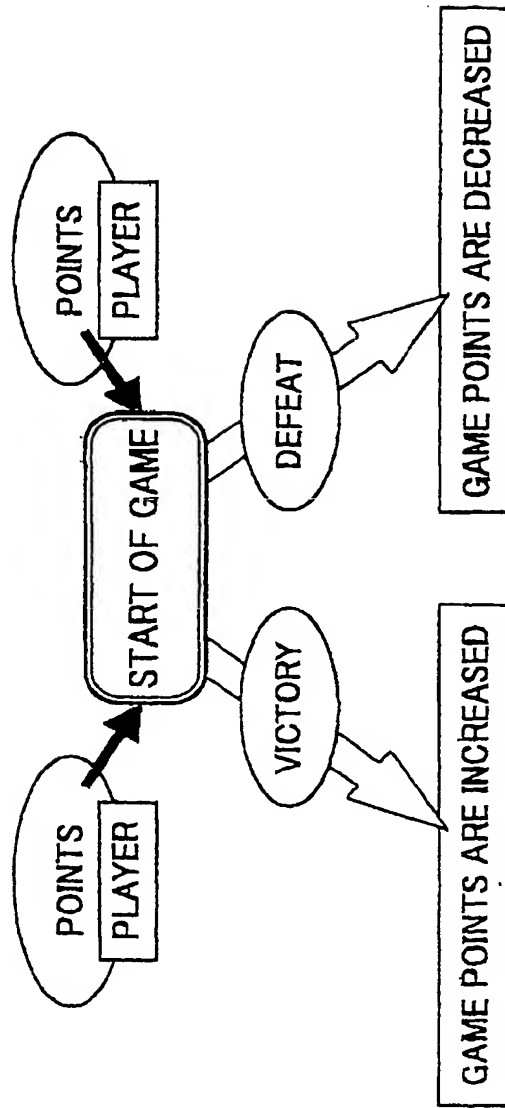 POINTS
PLAYER
POINTS
PLAYER
START OF GAME
VICTORY
DEFEAT
GAME POINTS ARE INCREASED
GAME POINTS ARE DECREASED